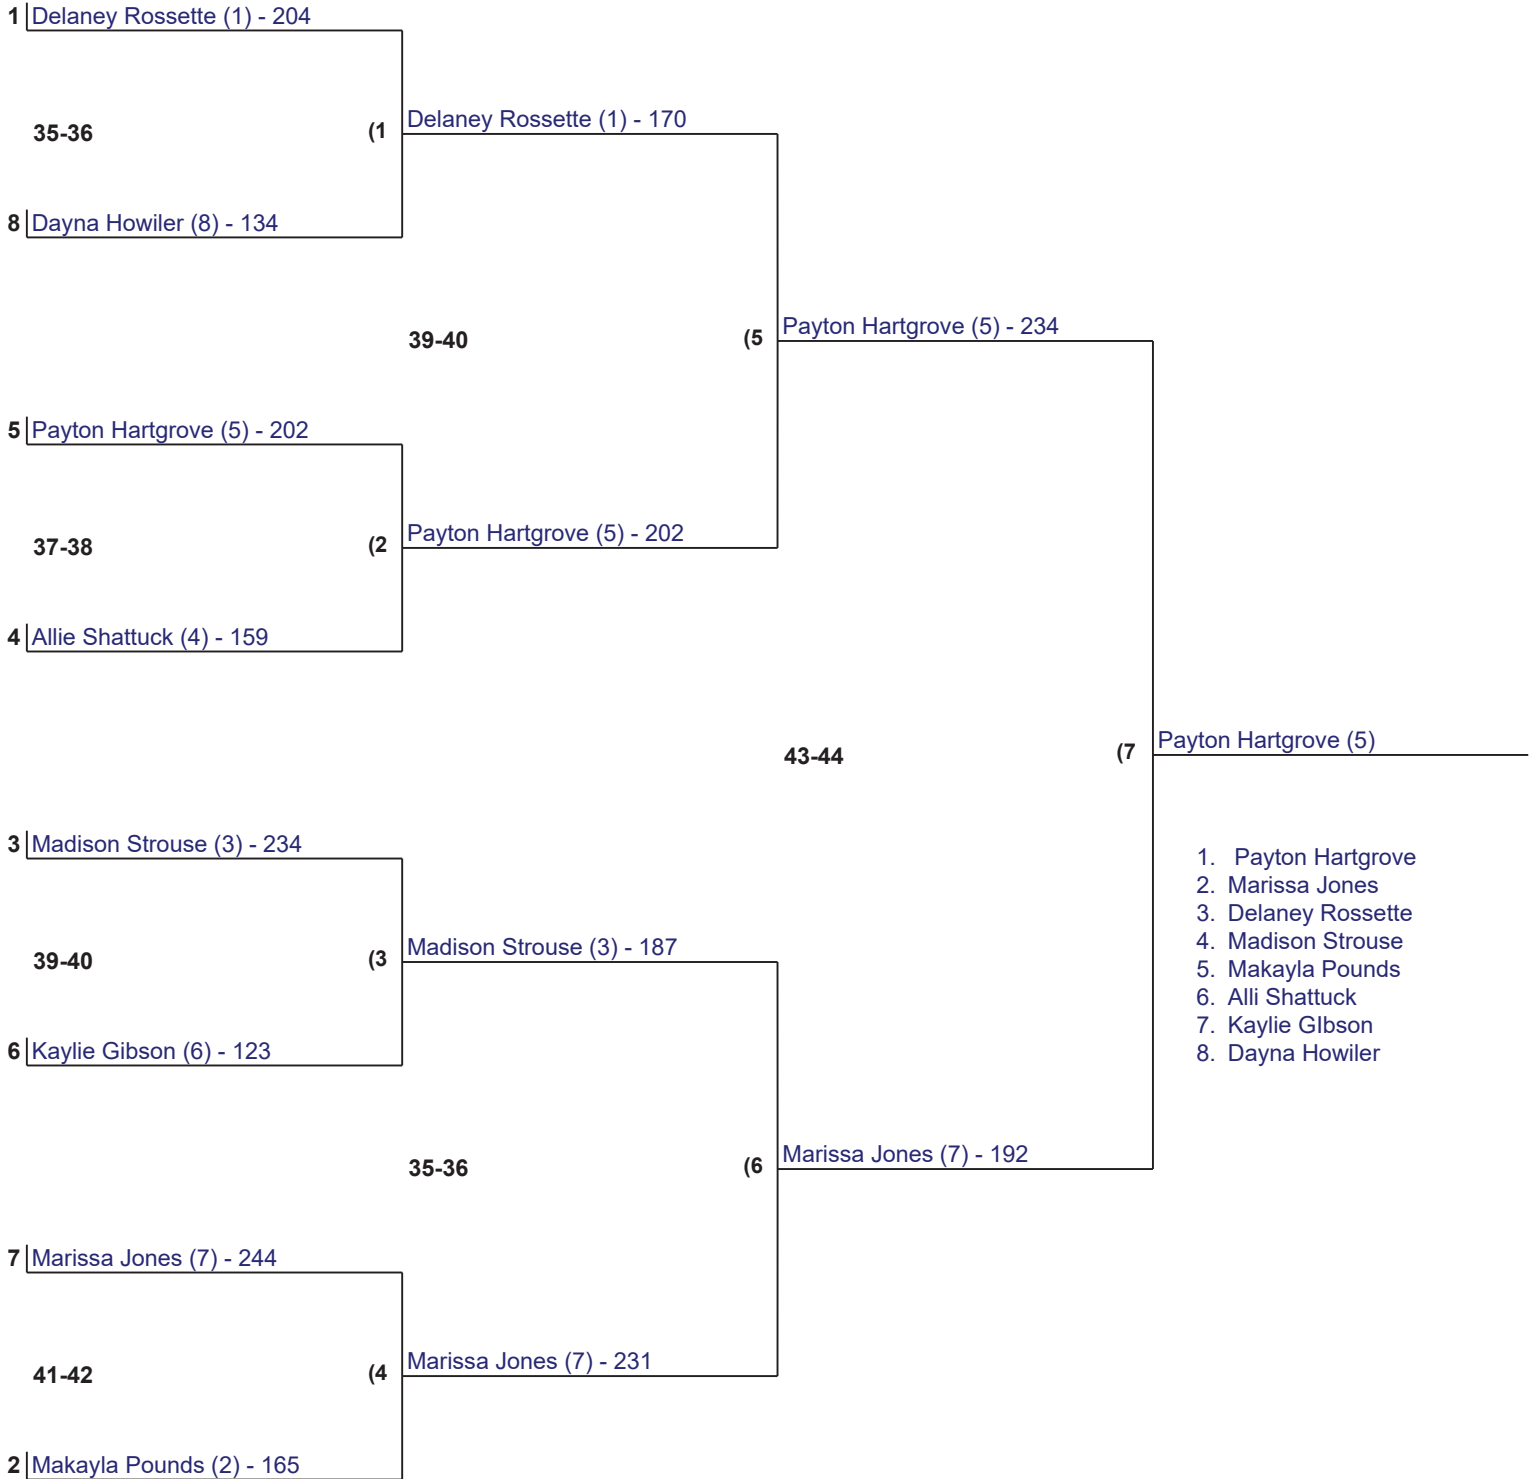 1 Delaney Rossette (1) - 204
Delaney Rossette (1) - 170
35-36 (1
8 Dayna Howiler (8) - 134
Payton Hartgrove (5) - 234
39-40 (5
5 Payton Hartgrove (5) - 202
Payton Hartgrove (5) - 202
37-38 (2
4 Allie Shattuck (4) - 159
Payton Hartgrove (5)
43-44 (7
3 Madison Strouse (3) - 234
1. Payton Hartgrove
2. Marissa Jones
3. Delaney Rossette
4. Madison Strouse
5. Makayla Pounds
6. Alli Shattuck
7. Kaylie GIbson
8. Dayna Howiler
Madison Strouse (3) - 187
39-40 (3
6 Kaylie Gibson (6) - 123
Marissa Jones (7) - 192
35-36 (6
7 Marissa Jones (7) - 244
Marissa Jones (7) - 231
41-42 (4
2 Makayla Pounds (2) - 165